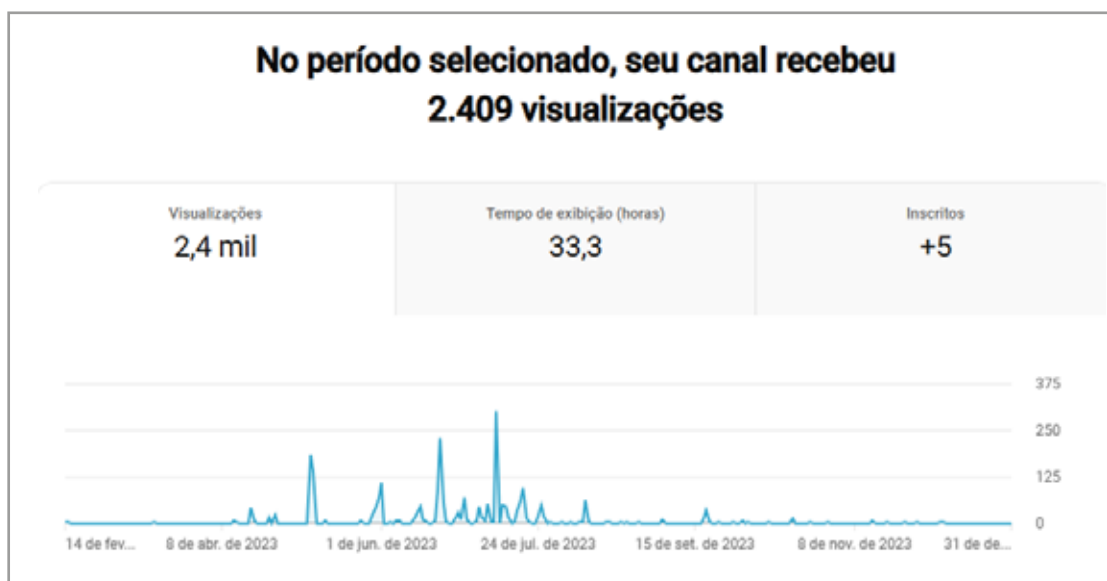 No período selecionado, seu canal recebeu
2.409 visualizações
Visualizações
2,4 mil
Tempo de exibição (horas)
33,3
Inscritos
+5
375
250
125
0
14 de fev... 8 de abr. de 2023 1 de jun. de 2023 24 de jul. de 2023 15 de set. de 2023 8 de nov. de 2023 31 de de...